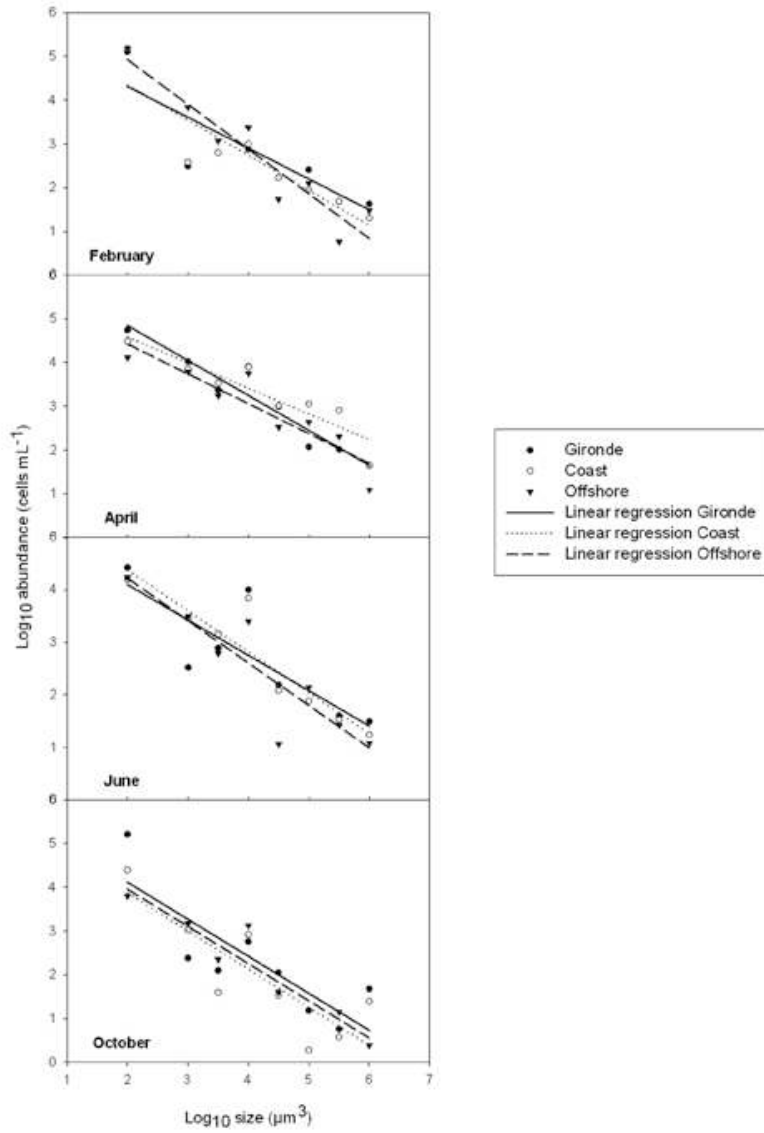 6
5
4
3
2
1
February
6
5
4
3
2
1
April
6
4
3
2
1
June
6
5
4
3
2
1
0
October
1 2 3 4 5 6 7
Log10 size (µm³)
Log10 abundance (cells mL⁻¹)
Gironde
Coast
Offshore
Linear regression Gironde
Linear regression Coast
Linear regression Offshore